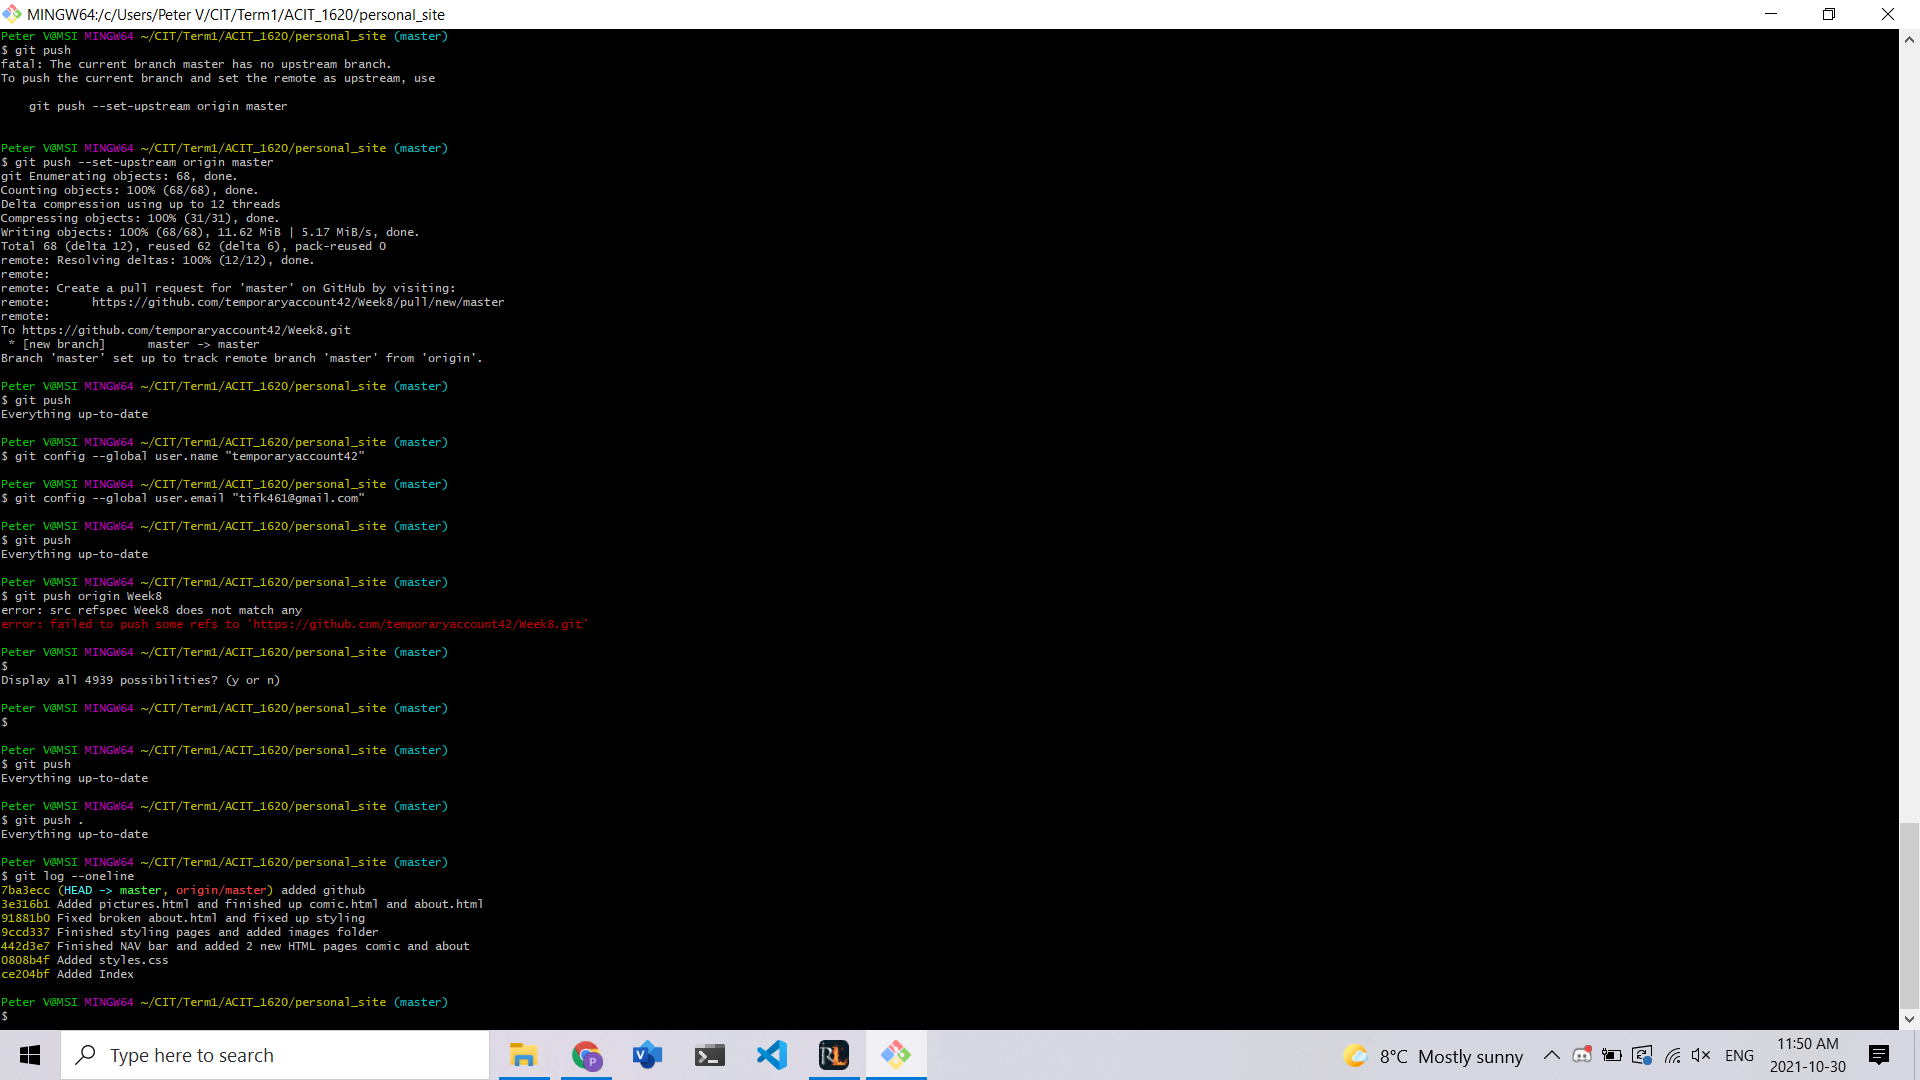 MINGW64:/c/Users/Peter V/CIT/Term1/ACIT_1620/personal_site
Peter V@MSI MINGW64 ~/CIT/Term1/ACIT_1620/personal_site (master)
$ git push
fatal: The current branch master has no upstream branch.
To push the current branch and set the remote as upstream, use
git push --set-upstream origin master
Peter V@MSI MINGW64 ~/CIT/Term1/ACIT_1620/personal_site (master)
$ git push --set-upstream origin master
git Enumerating objects: 68, done.
Counting objects: 100% (68/68), done.
Delta compression using up to 12 threads
Compressing objects: 100% (31/31), done.
Writing objects: 100% (68/68), 11.62 MiB | 5.17 MiB/s, done.
Total 68 (delta 12), reused 62 (delta 6), pack-reused 0
remote: Resolving deltas: 100% (12/12), done.
remote:
remote: Create a pull request for 'master' on GitHub by visiting:
remote:      https://github.com/temporaryaccount42/Week8/pull/new/master
remote:
To https://github.com/temporaryaccount42/Week8.git
* [new branch]      master -> master
Branch 'master' set up to track remote branch 'master' from 'origin'.
Peter V@MSI MINGW64 ~/CIT/Term1/ACIT_1620/personal_site (master)
$ git push
Everything up-to-date
Peter V@MSI MINGW64 ~/CIT/Term1/ACIT_1620/personal_site (master)
$ git config --global user.name "temporaryaccount42"
Peter V@MSI MINGW64 ~/CIT/Term1/ACIT_1620/personal_site (master)
$ git config --global user.email "tifk461@gmail.com"
Peter V@MSI MINGW64 ~/CIT/Term1/ACIT_1620/personal_site (master)
$ git push
Everything up-to-date
Peter V@MSI MINGW64 ~/CIT/Term1/ACIT_1620/personal_site (master)
$ git push origin Week8
error: src refspec Week8 does not match any
error: failed to push some refs to 'https://github.com/temporaryaccount42/Week8.git'
Peter V@MSI MINGW64 ~/CIT/Term1/ACIT_1620/personal_site (master)
$
Display all 4939 possibilities? (y or n)
Peter V@MSI MINGW64 ~/CIT/Term1/ACIT_1620/personal_site (master)
$
Peter V@MSI MINGW64 ~/CIT/Term1/ACIT_1620/personal_site (master)
$ git push
Everything up-to-date
Peter V@MSI MINGW64 ~/CIT/Term1/ACIT_1620/personal_site (master)
$ git push .
Everything up-to-date
Peter V@MSI MINGW64 ~/CIT/Term1/ACIT_1620/personal_site (master)
$ git log --oneline
7ba3ecc (HEAD -> master, origin/master) added github
3e316b1 Added pictures.html and finished up comic.html and about.html
91881b0 Fixed broken about.html and fixed up styling
9ccd337 Finished styling pages and added images folder
442d3e7 Finished NAV bar and added 2 new HTML pages comic and about
0808b4f Added styles.css
ce204bf Added Index
Peter V@MSI MINGW64 ~/CIT/Term1/ACIT_1620/personal_site (master)
$
Type here to search
P
V
RL
8°C Mostly sunny
ENG
11:50 AM
2021-10-30